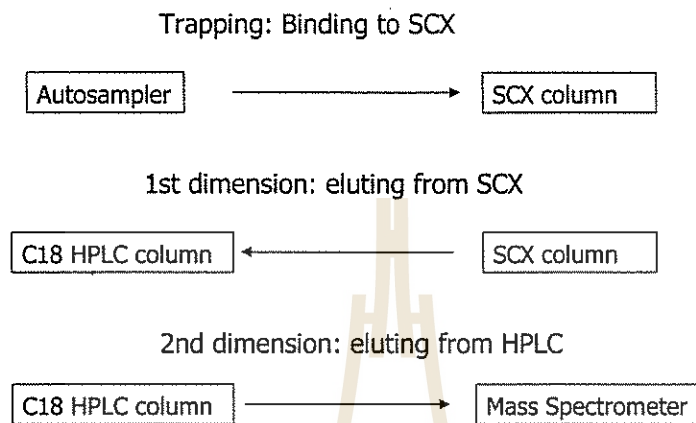 Trapping: Binding to SCX
Autosampler
SCX column
1st dimension: eluting from SCX
C18 HPLC column
SCX column
2nd dimension: eluting from HPLC
C18 HPLC column
Mass Spectrometer